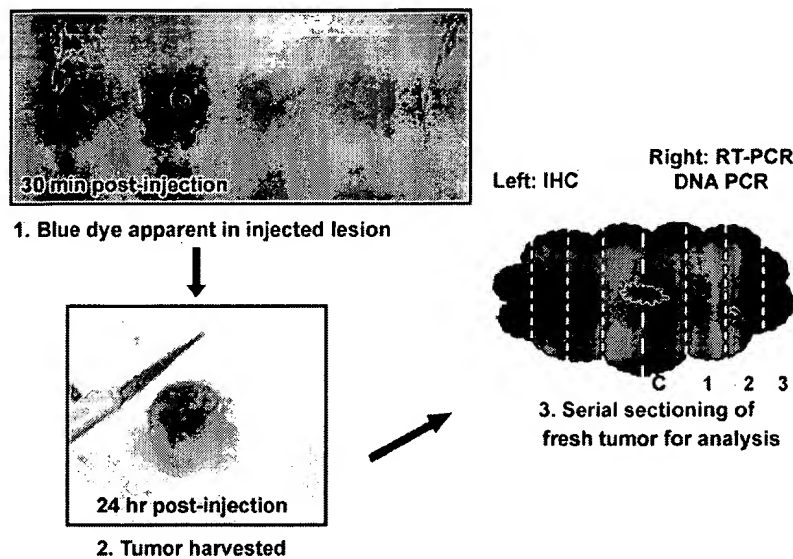 30 min post-injection
1. Blue dye apparent in injected lesion
24 hr post-injection
2. Tumor harvested
Left: IHC
Right: RT-PCR
DNA PCR
C 1 2 3
3. Serial sectioning of
fresh tumor for analysis